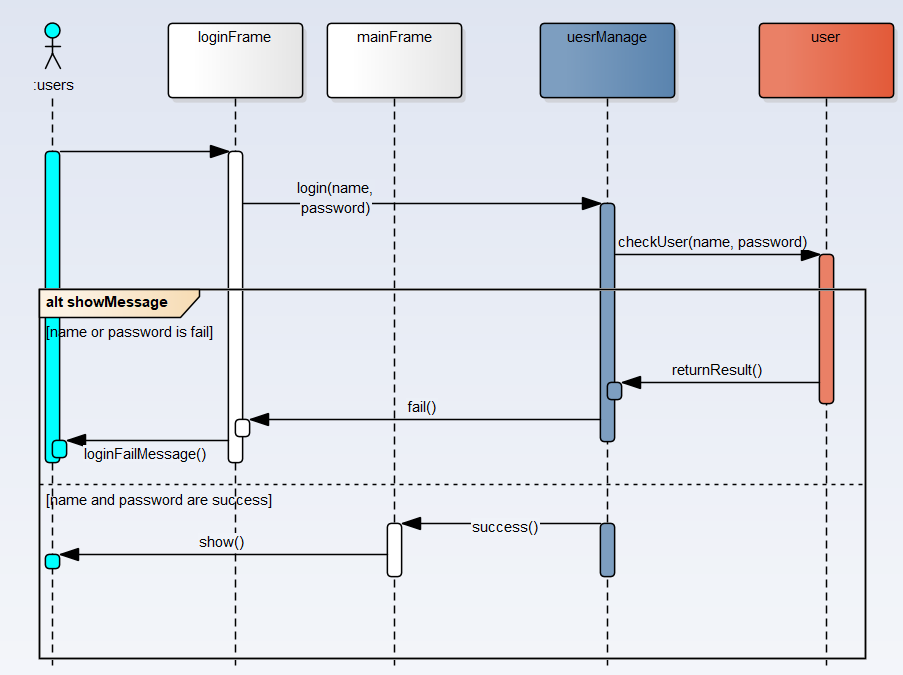 :users
loginFrame
mainFrame
uesrManage
user
login(name,
password)
checkUser(name, password)
alt showMessage
[name or password is fail]
returnResult()
fail()
loginFailMessage()
[name and password are success]
success()
show()